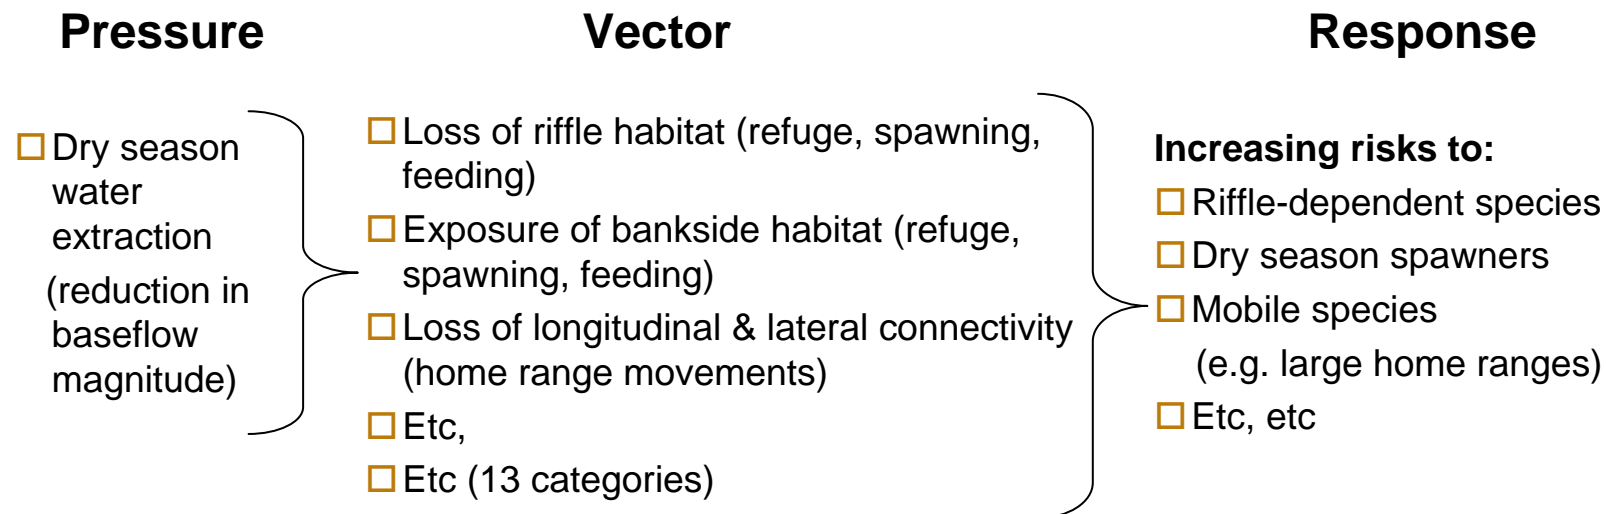 Pressure
Vector
Response
Dry season
water
extraction
(reduction in
baseflow
magnitude)
Loss of riffle habitat (refuge, spawning,
feeding)
Exposure of bankside habitat (refuge,
spawning, feeding)
Loss of longitudinal & lateral connectivity
(home range movements)
Etc,
Etc (13 categories)
Increasing risks to:
Riffle-dependent species
Dry season spawners
Mobile species
(e.g. large home ranges)
Etc, etc